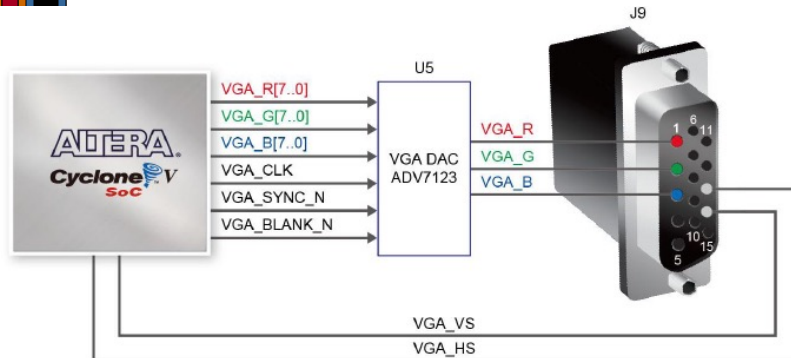 J9
U5
ALTERA
Cyclone V
SoC
VGA_R[7..0]
VGA_G[7..0]
VGA_B[7..0]
VGA_CLK
VGA_SYNC_N
VGA_BLANK_N
VGA DAC
ADV7123
VGA_R
VGA_G
VGA_B
1
6
11
5
10
15
VGA_VS
VGA_HS